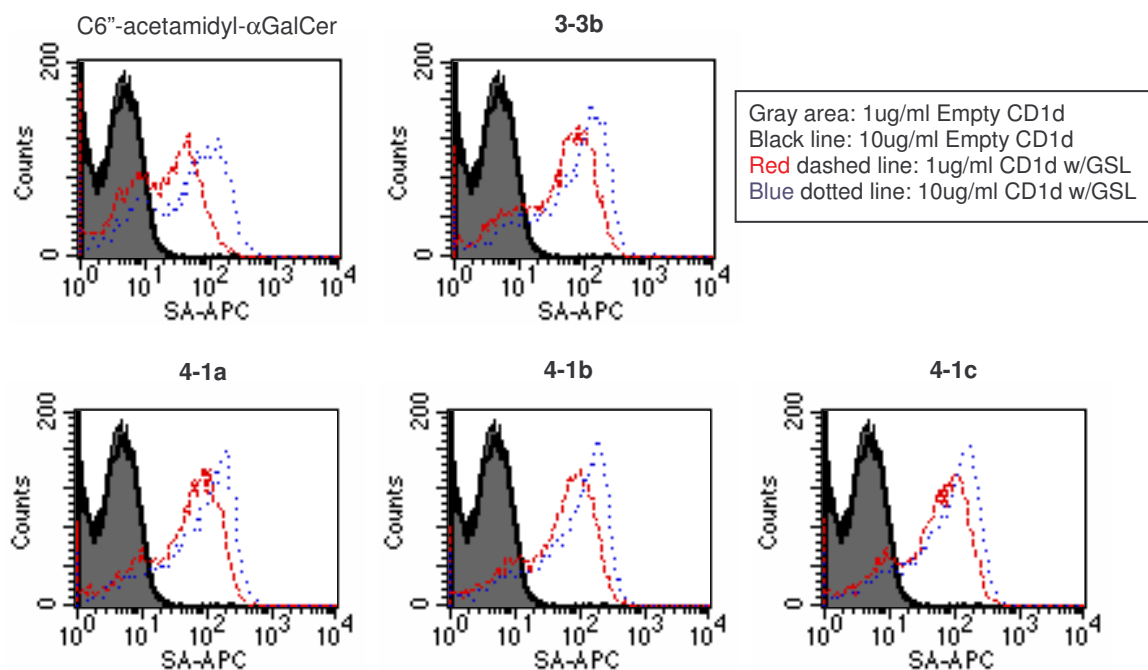 C6”-acetamidyl-αGalCer
3-3b
200
Counts
0
10^0 10^1 10^2 10^3 10^4
SA-APC
200
Counts
0
10^0 10^1 10^2 10^3 10^4
SA-APC
Gray area: 1ug/ml Empty CD1d
Black line: 10ug/ml Empty CD1d
Red dashed line: 1ug/ml CD1d w/GSL
Blue dotted line: 10ug/ml CD1d w/GSL
4-1a
4-1b
4-1c
200
Counts
0
10^0 10^1 10^2 10^3 10^4
SA-APC
200
Counts
0
10^0 10^1 10^2 10^3 10^4
SA-APC
200
Counts
0
10^0 10^1 10^2 10^3 10^4
SA-APC